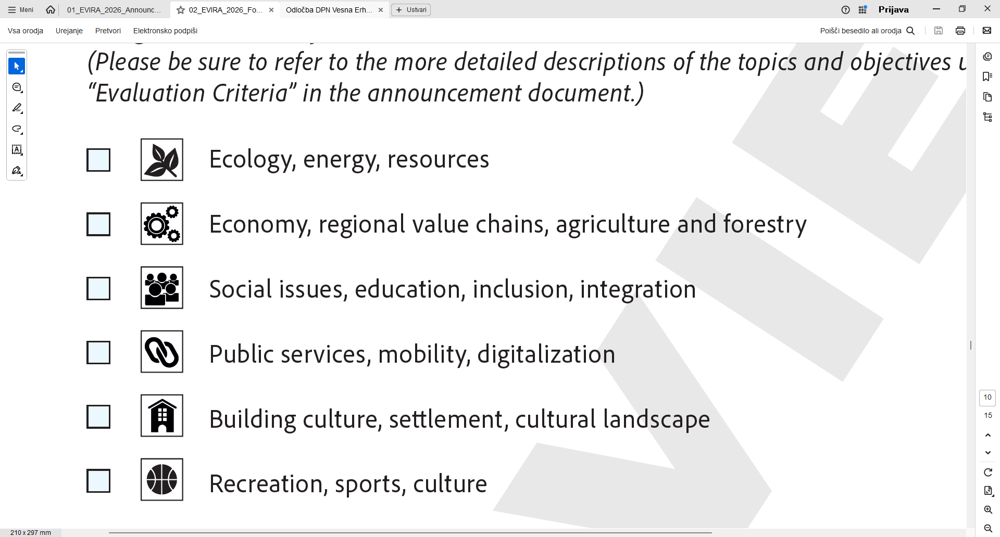 Meni
01_EVIRA_2026_Announc...
02_EVIRA_2026_Fo...
Odločba DPN Vesna Erh...
Ustvari
Prijava
Vsa orodja
Urejanje
Pretvori
Elektronsko podpiši
Poišči besedilo ali orodja
(Please be sure to refer to the more detailed descriptions of the topics and objectives
“Evaluation Criteria” in the announcement document.)
Ecology, energy, resources
Economy, regional value chains, agriculture and forestry
Social issues, education, inclusion, integration
Public services, mobility, digitalization
Building culture, settlement, cultural landscape
Recreation, sports, culture
10
15
210 x 297 mm